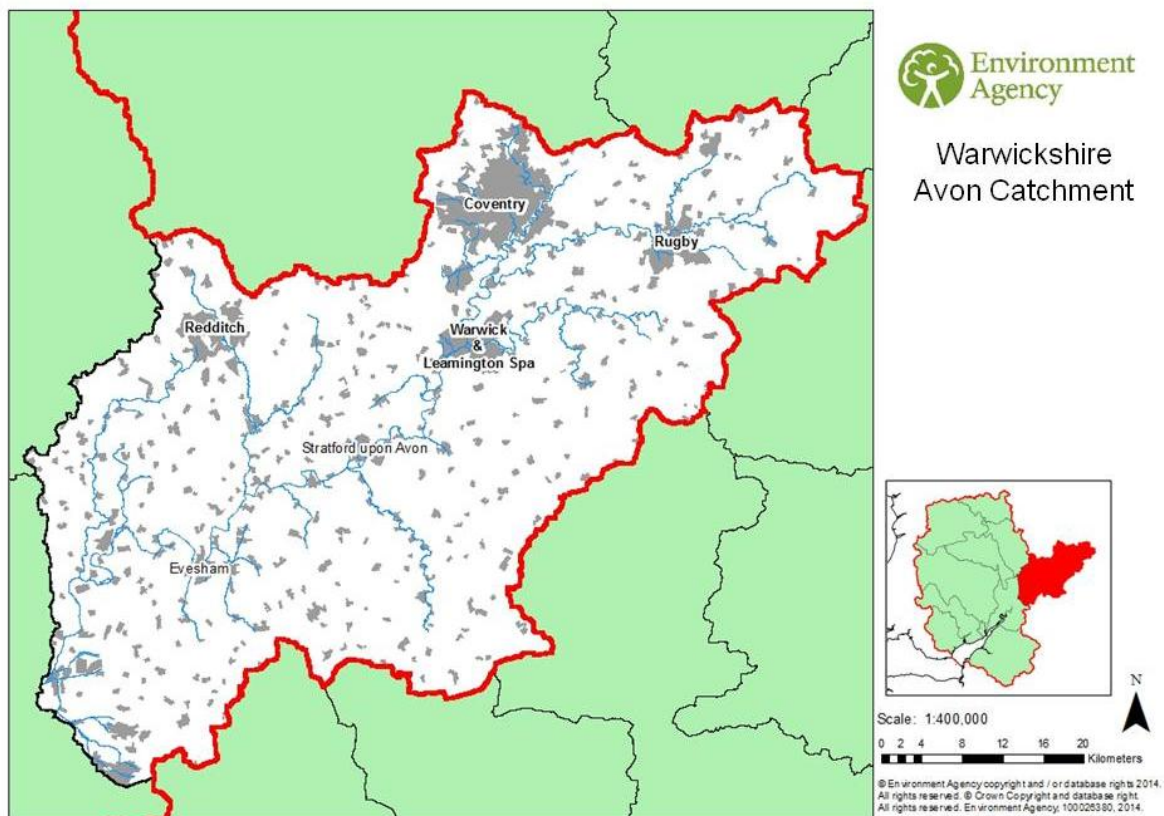 Environment
Agency
Warwickshire
Avon Catchment
Coventry
Rugby
Redditch
Warwick
&
Leamington Spa
Stratford upon Avon
Evesham
N
Scale: 1:400,000
0 2 4 8 12 16 20
Kilometers
© Environment Agency copyright and / or database rights 2014.
All rights reserved. © Crown Copyright and database right.
All rights reserved. Environment Agency, 100026380, 2014.